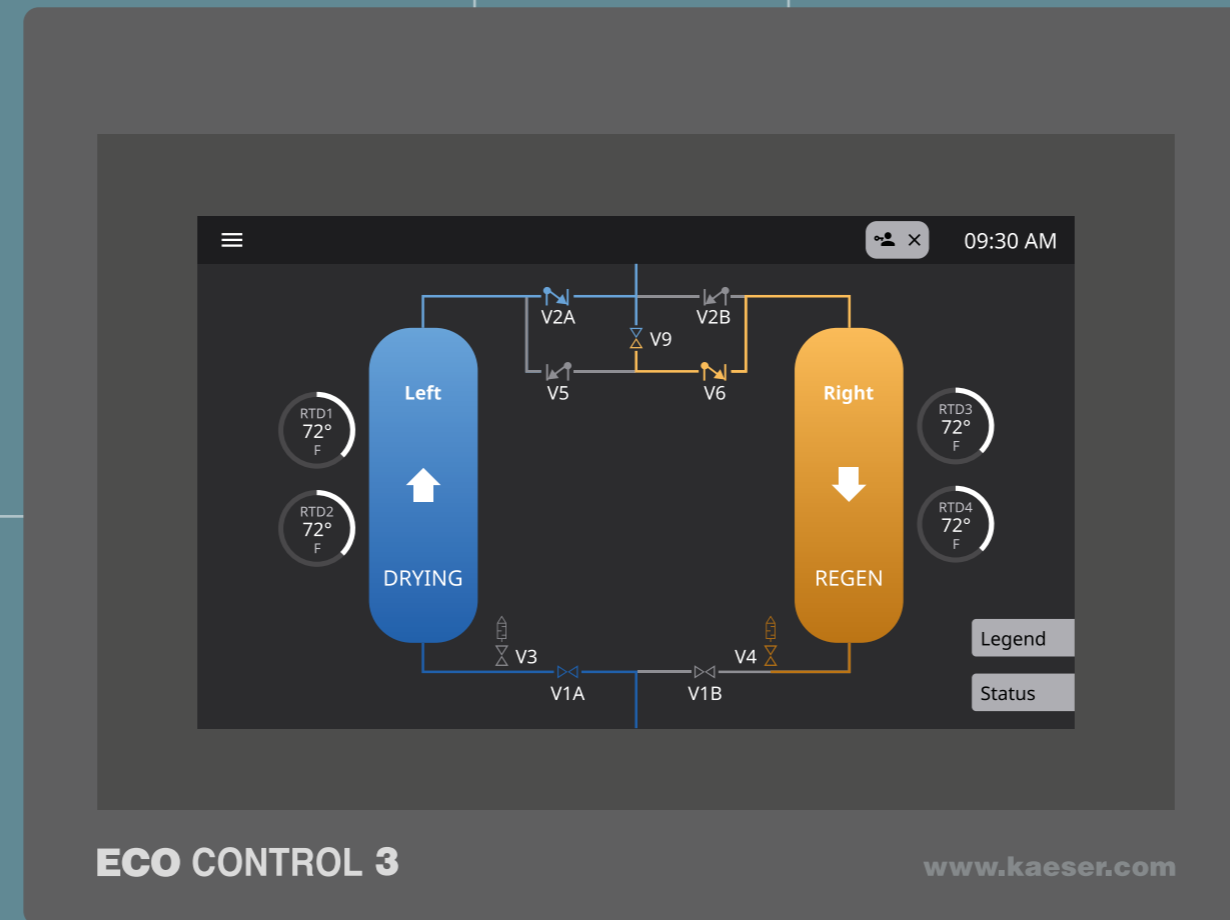 09:30 AM
V2A
V2B
V9
V5
V6
Left
Right
RTD1
72°
F
RTD3
72°
F
RTD2
72°
F
RTD4
72°
F
DRYING
REGEN
Legend
V3
V4
V1A
V1B
Status
ECO CONTROL 3
www.kaeser.com